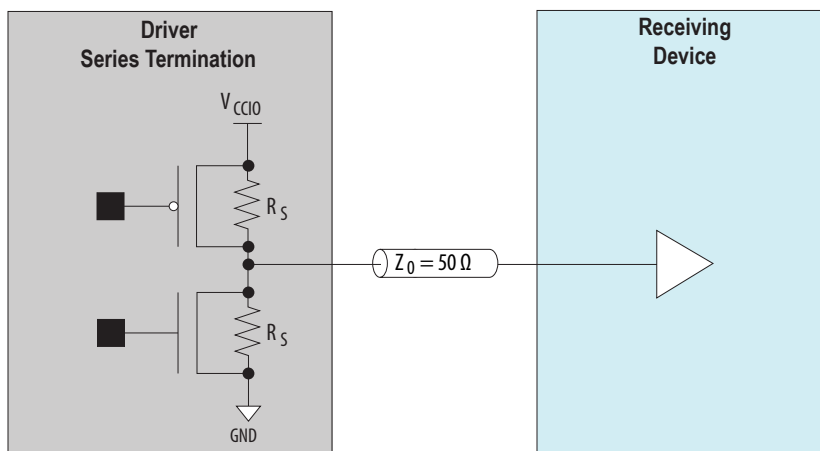 Driver
Series Termination
Receiving
Device
V CCIO
R S
Z 0 = 50 Ω
R S
GND